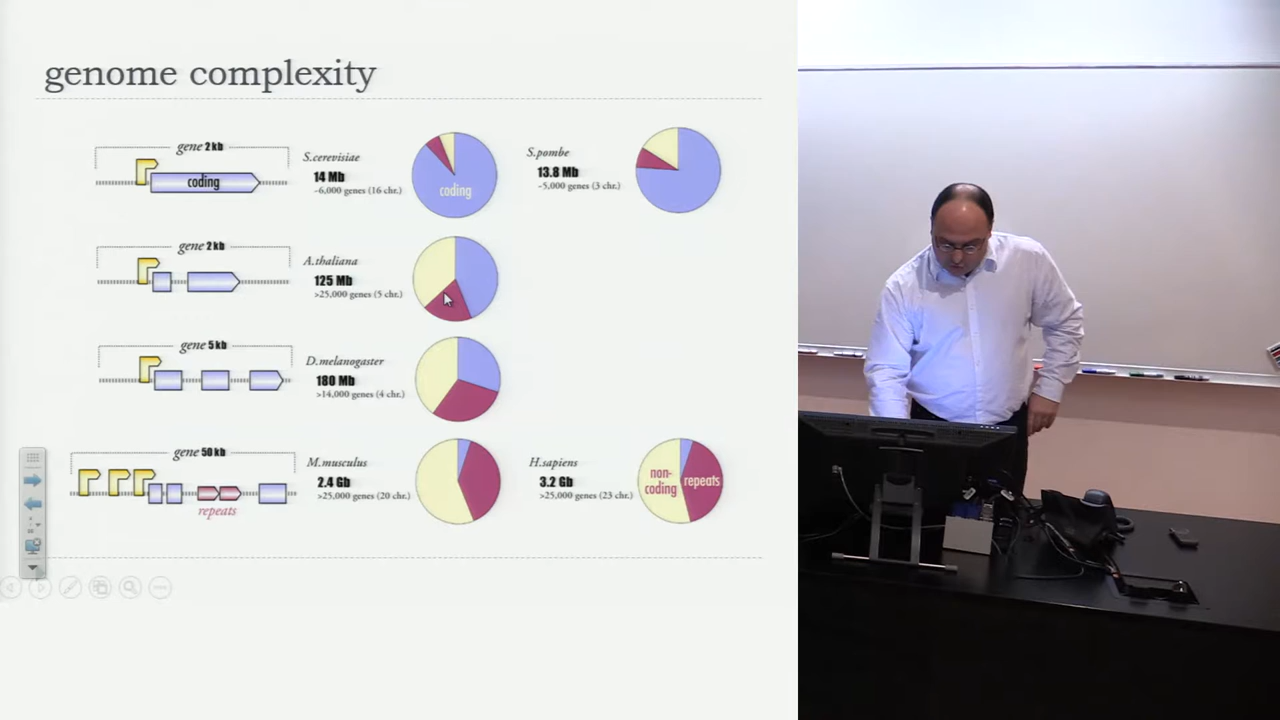 genome complexity
gene 2 kb
coding
S.cerevisiae
14 Mb
~6,000 genes (16 chr.)
coding
S.pombe
13.8 Mb
~5,000 genes (3 chr.)
gene 2 kb
A.thaliana
125 Mb
>25,000 genes (5 chr.)
gene 5 kb
D.melanogaster
180 Mb
>14,000 genes (4 chr.)
gene 50 kb
repeats
M.musculus
2.4 Gb
>25,000 genes (20 chr.)
H.sapiens
3.2 Gb
>25,000 genes (23 chr.)
non-
coding
repeats